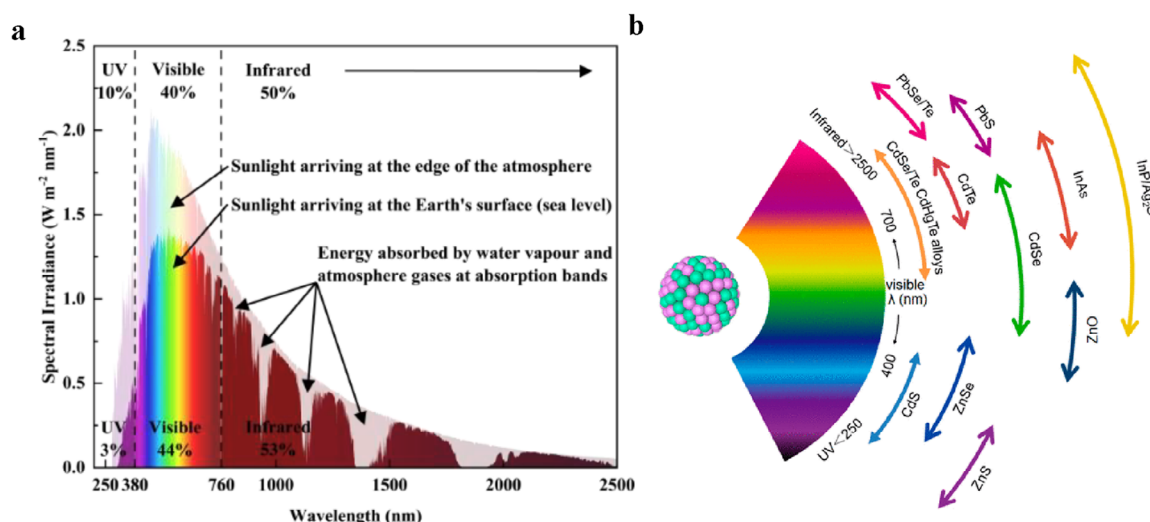 a
2.5
2.0
1.5
1.0
0.5
0.0
Spectral Irradiance (W m⁻² nm⁻¹)
UV Visible Infrared
10% 40% 50%
Sunlight arriving at the edge of the atmosphere
Sunlight arriving at the Earth's surface (sea level)
Energy absorbed by water vapour and
atmosphere gases at absorption bands
UV Visible Infrared
3% 44% 53%
250 380 760 1000 1500 2000 2500
Wavelength (nm)
b
Infrared>2500
700
visible
λ (nm)
400
UV<250
PbSe/Te
CdSe/Te CdHgTe alloys
PbS
CdTe
CdSe
InAs
ZnO
CdS
ZnSe
ZnS